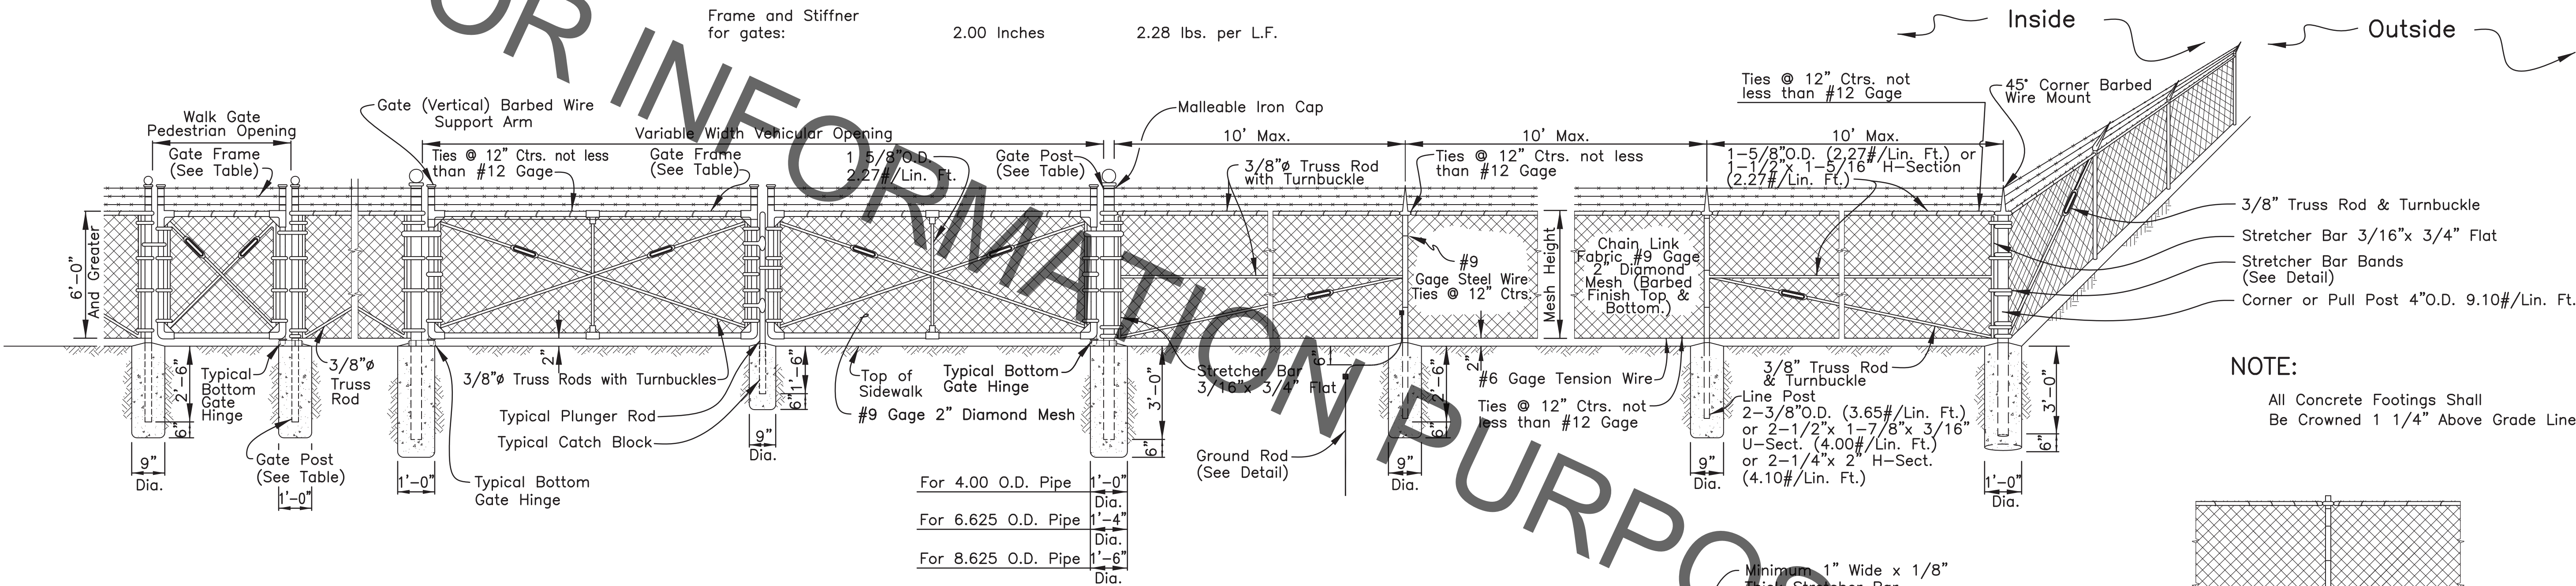 FOR INFORMATION PURPOS
Frame and Stiffner
for gates:
2.00 Inches
2.28 lbs. per L.F.
Inside
Outside
Walk Gate
Pedestrian Opening
Gate (Vertical) Barbed Wire
Support Arm
Variable Width Vehicular Opening
Malleable Iron Cap
10' Max.
10' Max.
10' Max.
Ties @ 12" Ctrs. not
less than #12 Gage
45° Corner Barbed
Wire Mount
Gate Frame
(See Table)
Ties @ 12" Ctrs. not less
than #12 Gage
Gate Frame
(See Table)
1 5/8"O.D.
2.27#/Lin. Ft.
Gate Post
(See Table)
3/8"ø Truss Rod
with Turnbuckle
Ties @ 12" Ctrs. not less
than #12 Gage
1-5/8"O.D. (2.27#/Lin. Ft.) or
1-1/2"x 1-5/16" H-Section
(2.27#/Lin. Ft.)
3/8" Truss Rod & Turnbuckle
Stretcher Bar 3/16"x 3/4" Flat
Stretcher Bar Bands
(See Detail)
Corner or Pull Post 4"O.D. 9.10#/Lin. Ft.
6'-0"
And Greater
#9
Gage Steel Wire
Ties @ 12" Ctrs.
Mesh Height
Chain Link
Fabric #9 Gage
2" Diamond
Mesh (Barbed
Finish Top &
Bottom.)
2'-6"
6"
Typical
Bottom
Gate
Hinge
3/8"ø
Truss
Rod
2"
3/8"ø Truss Rods with Turnbuckles
Typical Plunger Rod
Typical Catch Block
1'-6"
6"
Top of
Sidewalk
#9 Gage 2" Diamond Mesh
Typical Bottom
Gate Hinge
3'-0"
6"
Stretcher Bar
3/16"x 3/4" Flat
6"
2'-6"
6"
2"
#6 Gage Tension Wire
Ties @ 12" Ctrs. not
less than #12 Gage
3/8" Truss Rod
& Turnbuckle
Line Post
2-3/8"O.D. (3.65#/Lin. Ft.)
or 2-1/2"x 1-7/8"x 3/16"
U-Sect. (4.00#/Lin. Ft.)
or 2-1/4"x 2" H-Sect.
(4.10#/Lin. Ft.)
3'-0"
6"
NOTE:
All Concrete Footings Shall
Be Crowned 1 1/4" Above Grade Line
9"
Dia.
Gate Post
(See Table)
1'-0"
1'-0"
Typical Bottom
Gate Hinge
9"
Dia.
Ground Rod
(See Detail)
9"
Dia.
9"
Dia.
1'-0"
Dia.
For 4.00 O.D. Pipe
1'-0"
Dia.
For 6.625 O.D. Pipe
1'-4"
Dia.
For 8.625 O.D. Pipe
1'-6"
Dia.
Minimum 1" Wide x 1/8"
Thick Stretcher Bar